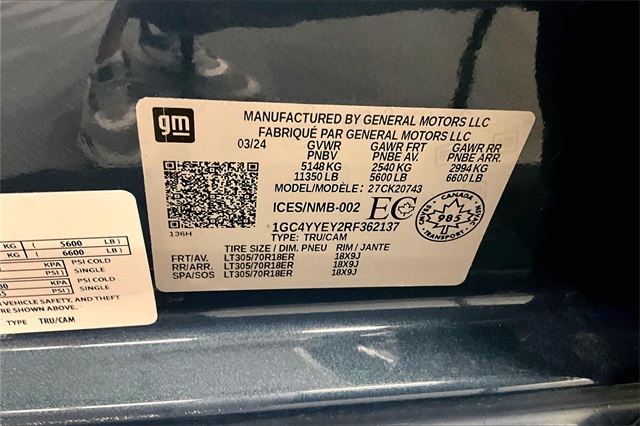 gm
MANUFACTURED BY GENERAL MOTORS LLC
FABRIQUÉ PAR GENERAL MOTORS LLC
03/24 GVWR GAWR FRT GAWR RR
PNBV PNBE AV. PNBE ARR.
5148 KG 2540 KG 2994 KG
11350 LB 5600 LB 6600 LB
MODEL/MODÈLE: 27CK20743
ICES/NMB-002 EC
CANADA
985
136H
1GC4YYEY2RF362137
TYPE: TRU/CAM
TIRE SIZE / DIM. PNEU RIM / JANTE
FRT/AV. LT305/70R18ER 18X9J
RR/ARR. LT305/70R18ER 18X9J
SPA/SOS LT305/70R18ER 18X9J
KG ( 5600 LB )
KG ( 6600 LB )
KPA PSI COLD
PSI ) SINGLE
KPA PSI COLD
PSI ) SINGLE
VEHICLE SAFETY, AND THEFT
RE SHOWN ABOVE.
TYPE TRU/CAM